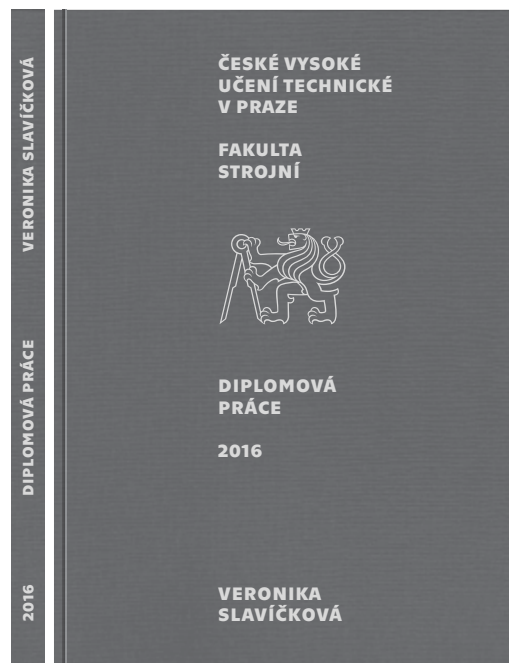 VERONIKA SLAVÍČKOVÁ
DIPLOMOVÁ PRÁCE
2016
ČESKÉ VYSOKÉ
UČENÍ TECHNICKÉ
V PRAZE
FAKULTA
STROJNÍ
DIPLOMOVÁ
PRÁCE
2016
VERONIKA
SLAVÍČKOVÁ